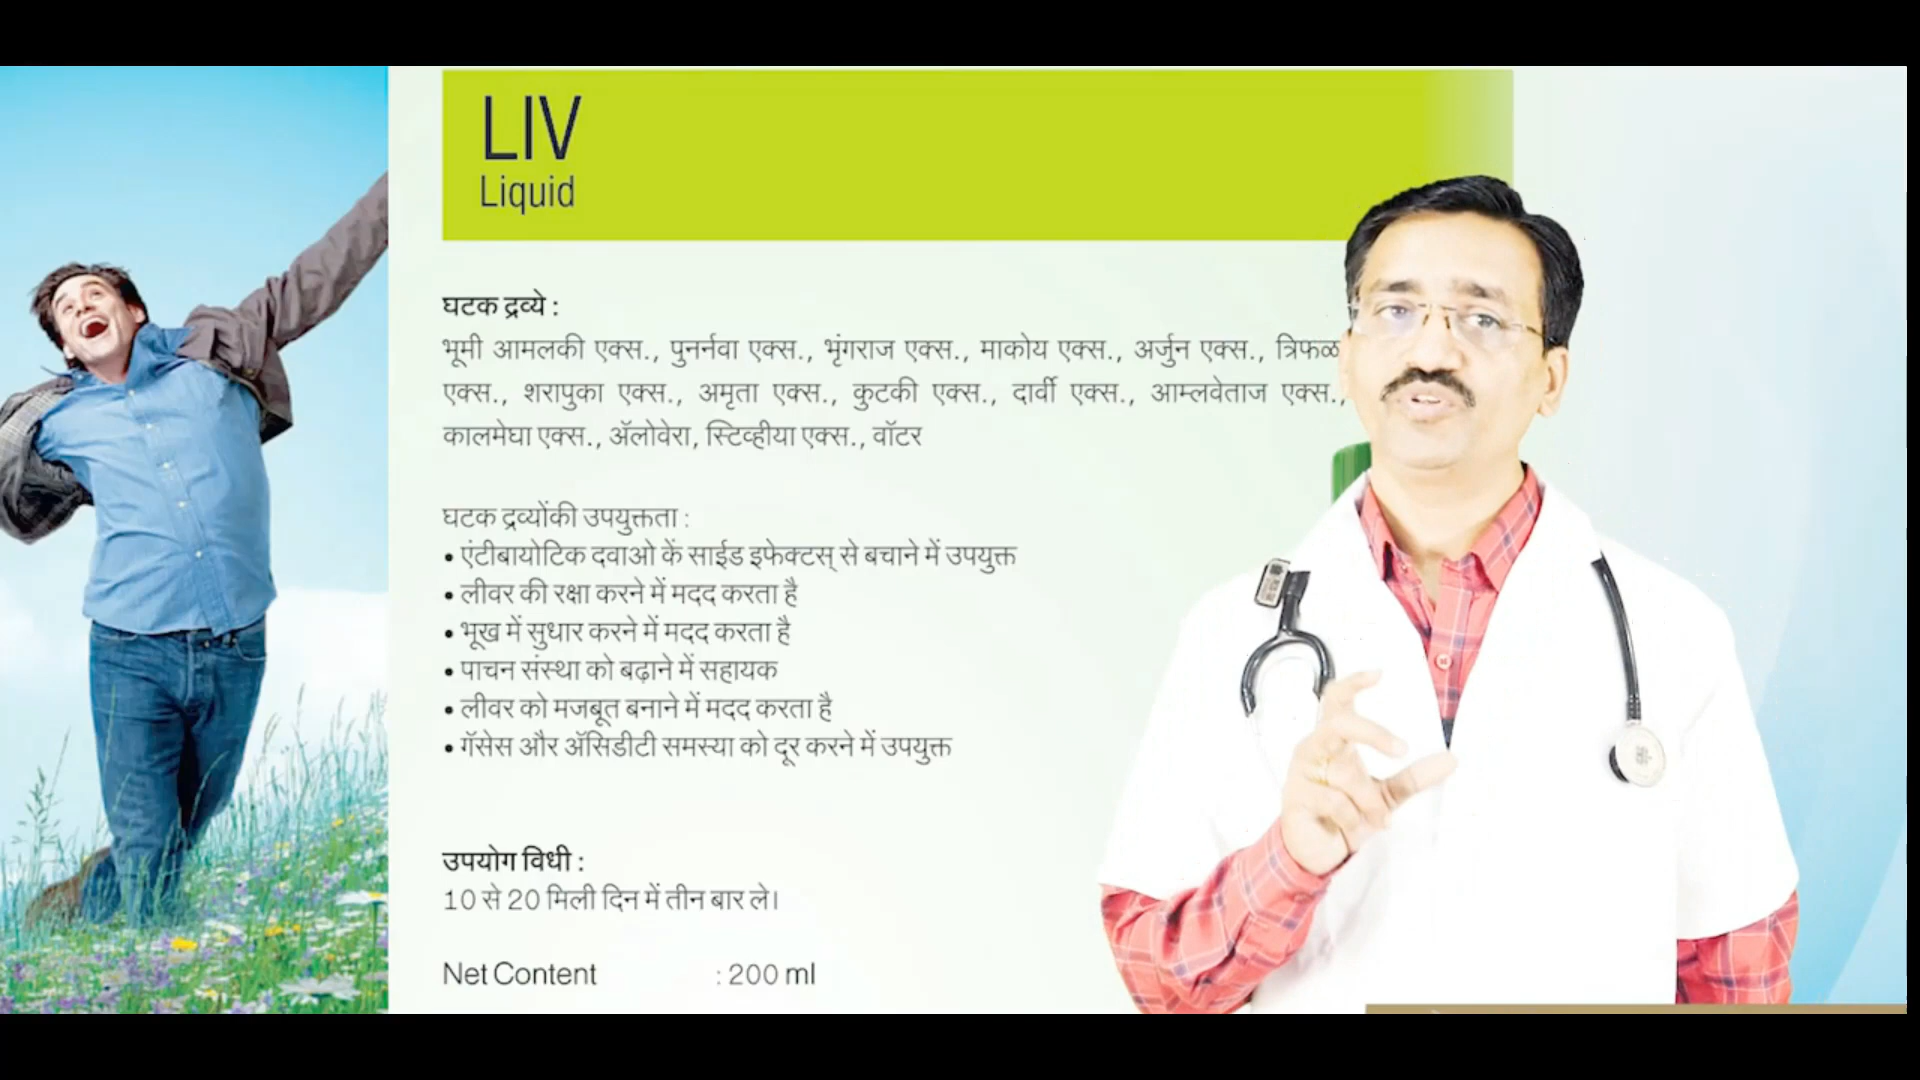 LIV
Liquid
घटक द्रव्ये :
भूमी आमलकी एक्स., पुनर्नवा एक्स., भृंगराज एक्स., माकोय एक्स., अर्जुन एक्स., त्रिफळा
एक्स., शरापुका एक्स., अमृता एक्स., कुटकी एक्स., दार्वी एक्स., आम्लवेताज एक्स.,
कालमेघा एक्स., ॲलोवेरा, स्टिव्हीया एक्स., वॉटर
घटक द्रव्योंकी उपयुक्तता :
• एंटीबायोटिक दवाओ कें साईड इफेक्टस् से बचाने में उपयुक्त
• लीवर की रक्षा करने में मदद करता है
• भूख में सुधार करने में मदद करता है
• पाचन संस्था को बढ़ाने में सहायक
• लीवर को मजबूत बनाने में मदद करता है
• गॅसेस और ॲसिडीटी समस्या को दूर करने में उपयुक्त
उपयोग विधी :
10 से 20 मिली दिन में तीन बार ले।
Net Content : 200 ml